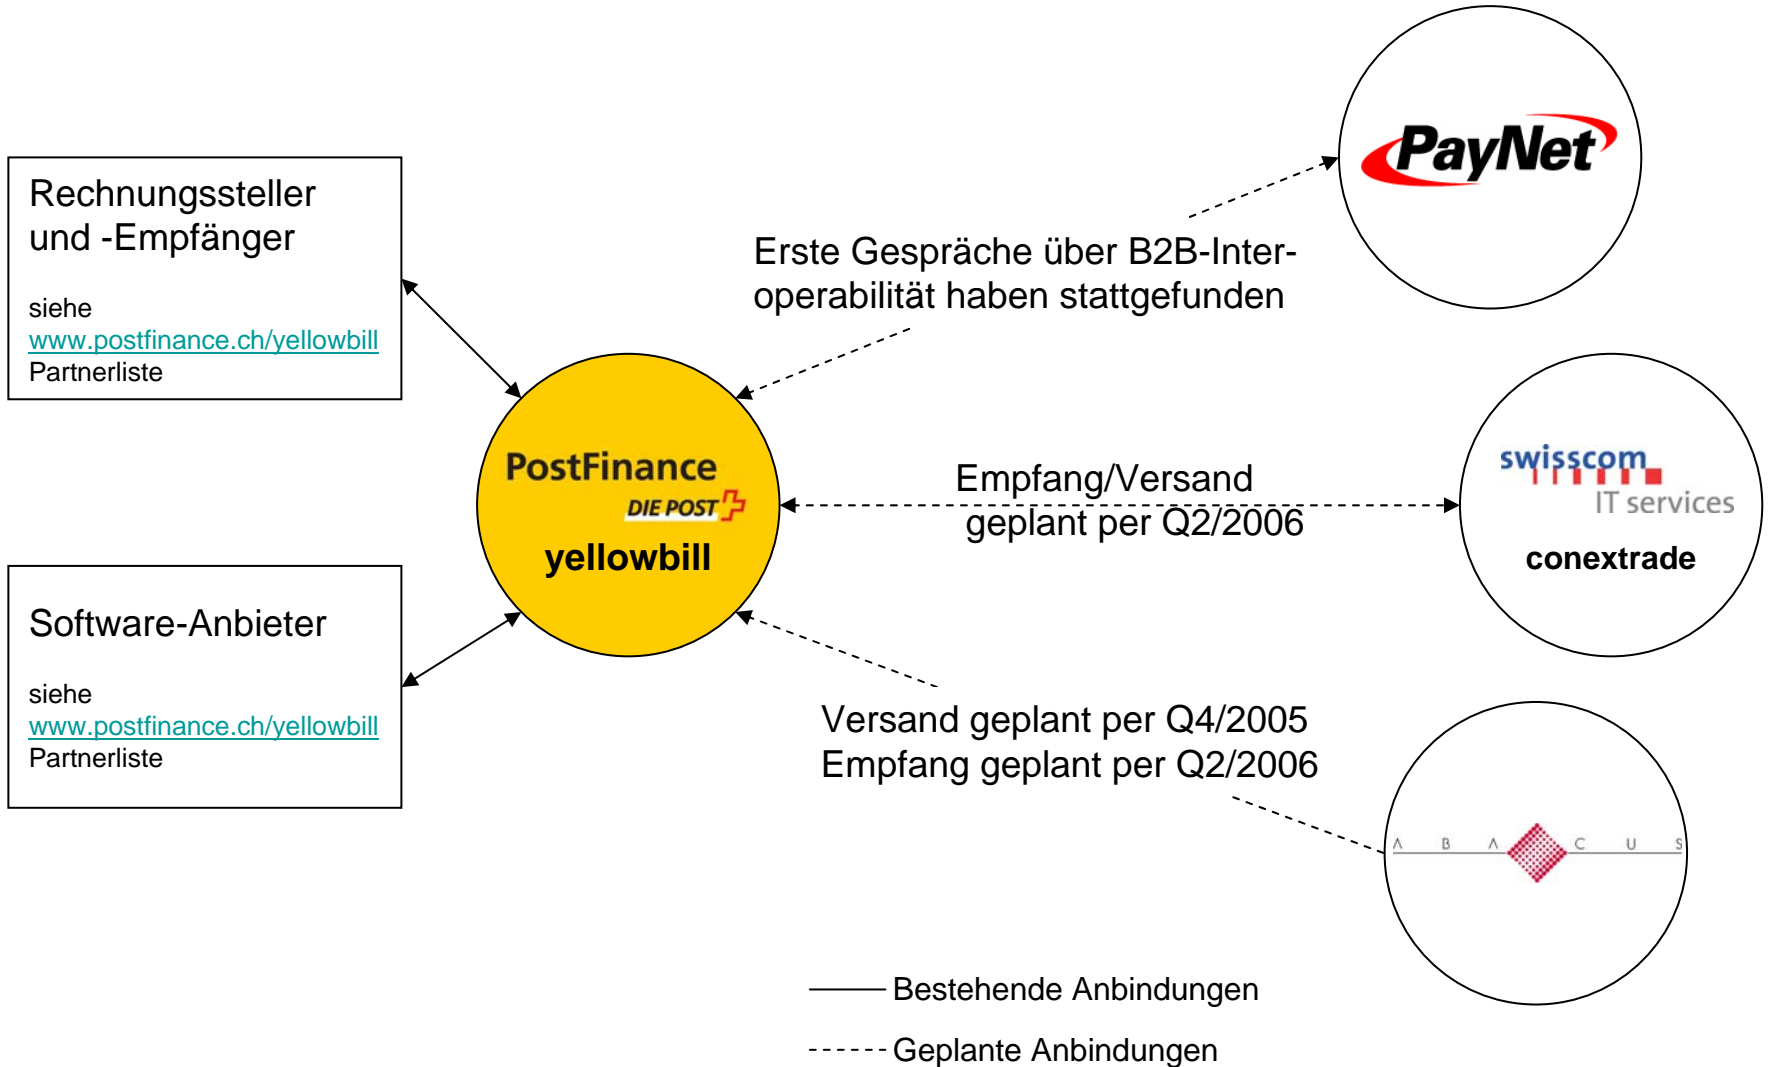 PayNet
Rechnungssteller
und -Empfänger
siehe
www.postfinance.ch/yellowbill
Partnerliste
Erste Gespräche über B2B-Inter-
operabilität haben stattgefunden
PostFinance
DIE POST
yellowbill
Empfang/Versand
geplant per Q2/2006
swisscom
IT services
conextrade
Software-Anbieter
siehe
www.postfinance.ch/yellowbill
Partnerliste
Versand geplant per Q4/2005
Empfang geplant per Q2/2006
ABACUS
Bestehende Anbindungen
Geplante Anbindungen